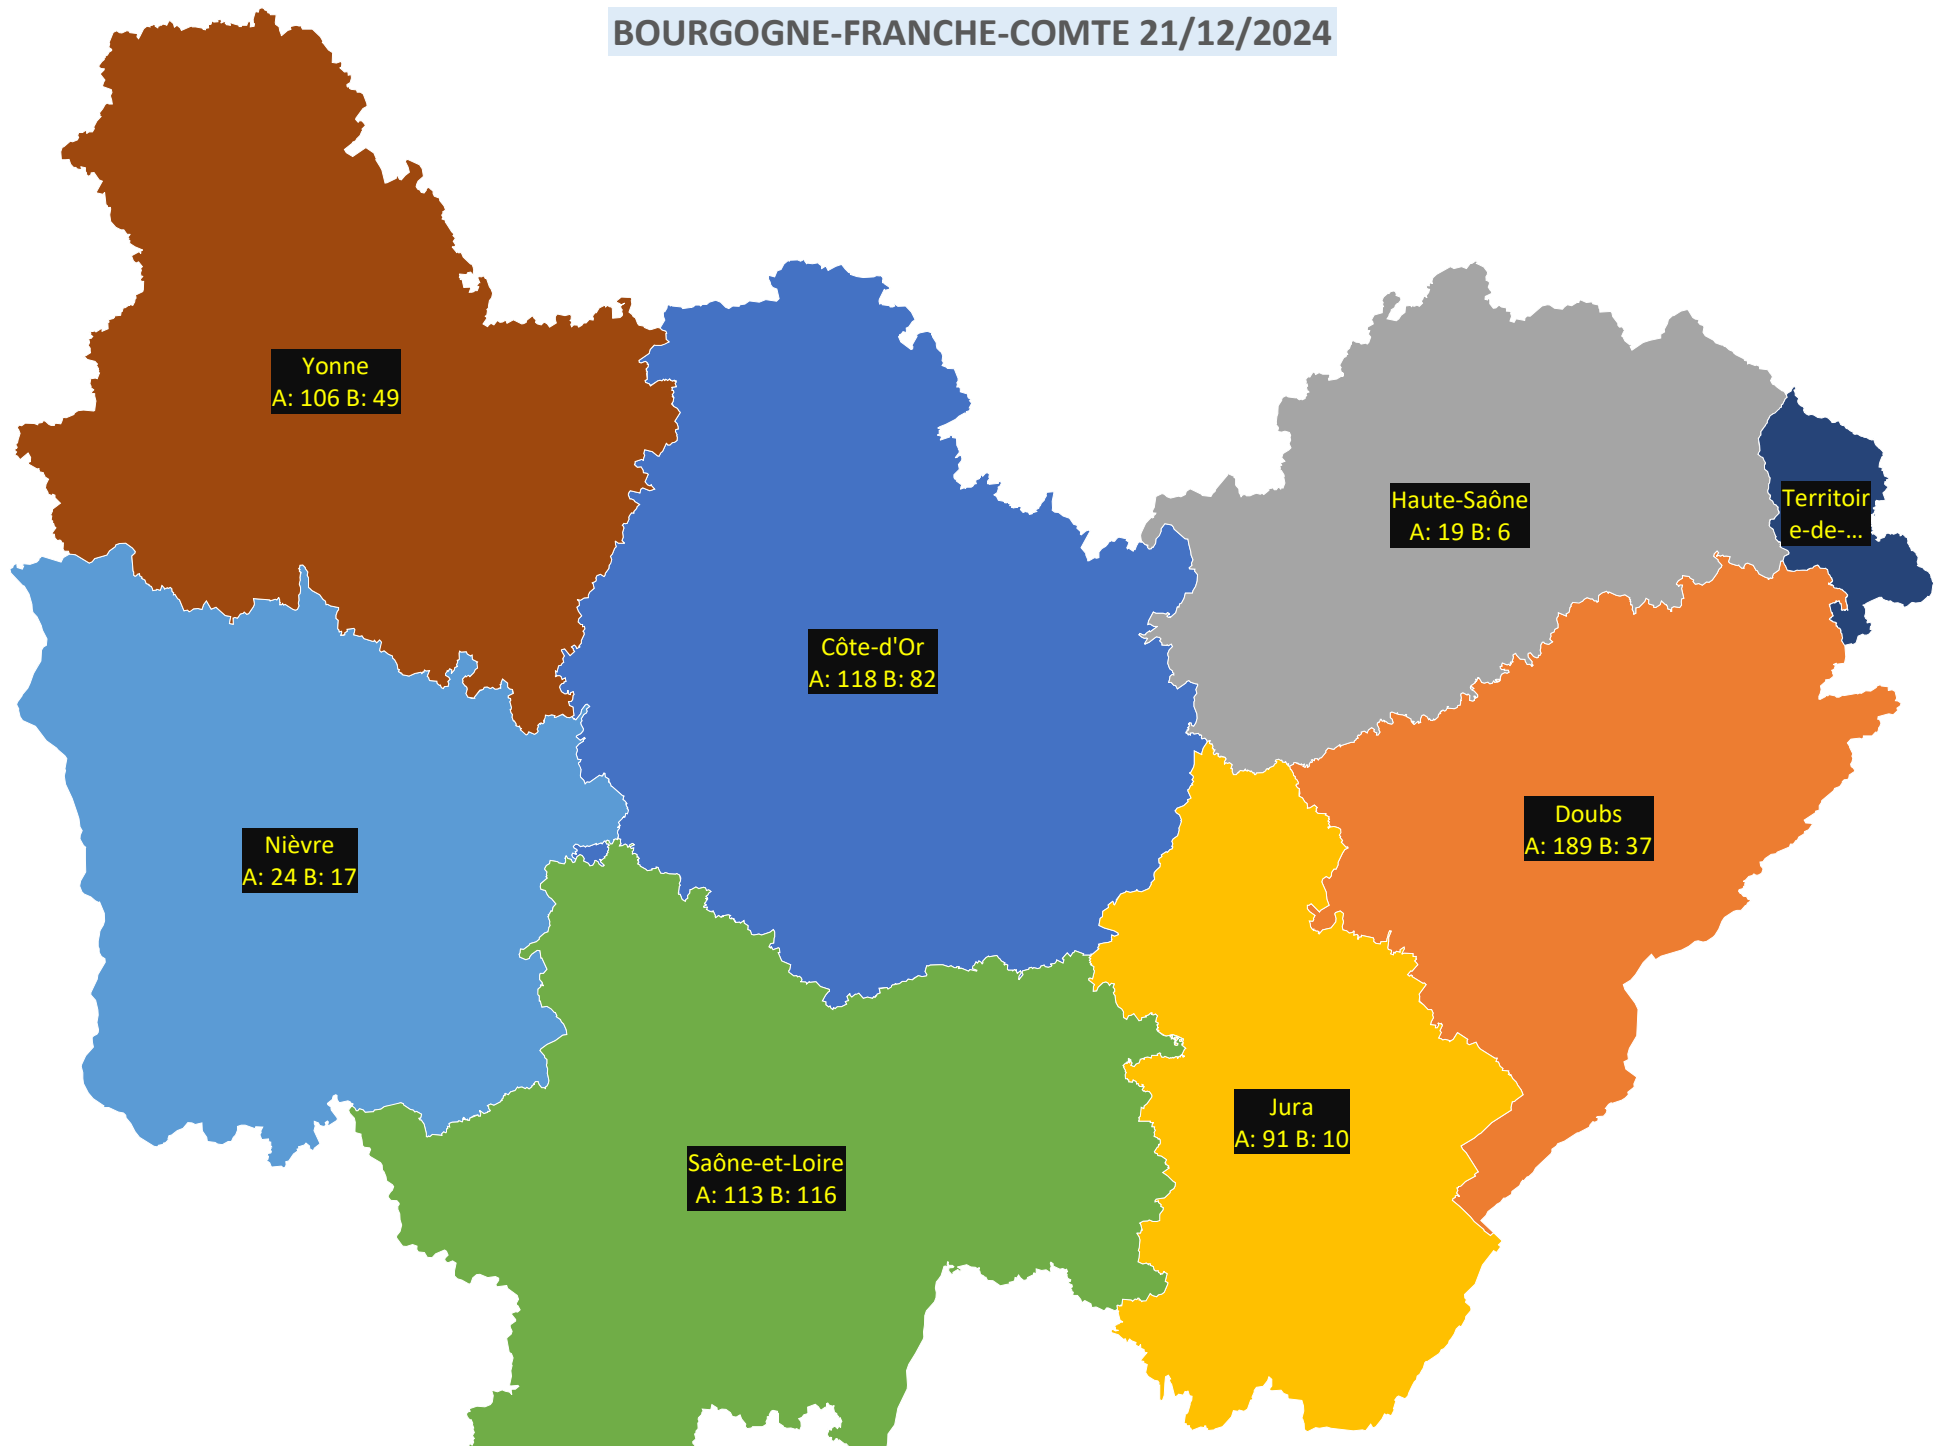 BOURGOGNE-FRANCHE-COMTE 21/12/2024
Yonne
A: 106 B: 49
Haute-Saône
A: 19 B: 6
Territoir
e-de-...
Côte-d'Or
A: 118 B: 82
Nièvre
A: 24 B: 17
Doubs
A: 189 B: 37
Jura
A: 91 B: 10
Saône-et-Loire
A: 113 B: 116